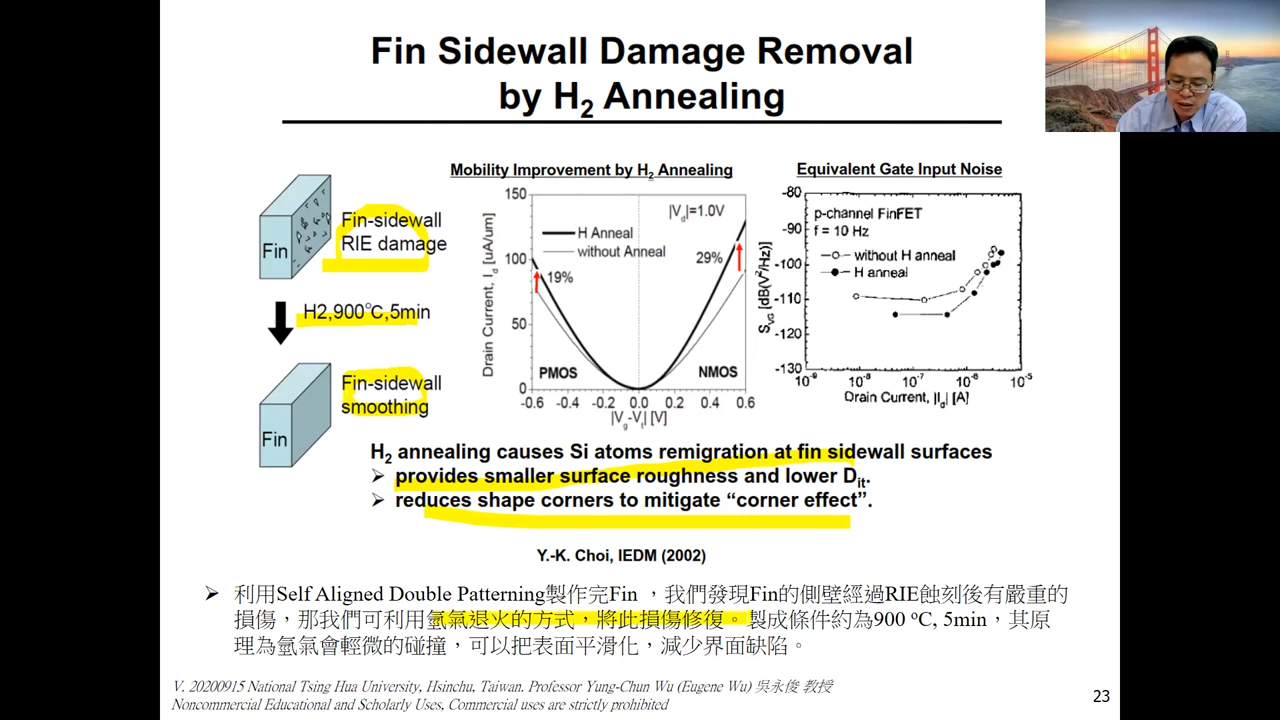 Fin Sidewall Damage Removal
by H2 Annealing
Fin
Fin-sidewall
RIE damage
H2,900℃,5min
Fin
Fin-sidewall
smoothing
Mobility Improvement by H2 Annealing
Drain Current, Id [uA/um]
150
100
50
0
|Vd|=1.0V
H Anneal
without Anneal
19%
29%
PMOS
NMOS
-0.6 -0.4 -0.2 0.0 0.2 0.4 0.6
|Vg-Vt| [V]
Equivalent Gate Input Noise
SVG [dB(V²/Hz)]
-80
-90
-100
-110
-120
-130
p-channel FinFET
f = 10 Hz
without H anneal
H anneal
10⁻⁹ 10⁻⁸ 10⁻⁷ 10⁻⁶ 10⁻⁵
Drain Current, |Id| [A]
H2 annealing causes Si atoms remigration at fin sidewall surfaces
➢ provides smaller surface roughness and lower Dit.
➢ reduces shape corners to mitigate “corner effect”.
Y.-K. Choi, IEDM (2002)
➢ 利用Self Aligned Double Patterning製作完Fin ，我們發現Fin的側壁經過RIE蝕刻後有嚴重的
損傷，那我們可利用氫氣退火的方式，將此損傷修復。製成條件約為900 ºC, 5min，其原
理為氫氣會輕微的碰撞，可以把表面平滑化，減少界面缺陷。
V. 20200915 National Tsing Hua University, Hsinchu, Taiwan. Professor Yung-Chun Wu (Eugene Wu) 吳永俊 教授
Noncommercial Educational and Scholarly Uses, Commercial uses are strictly prohibited
23